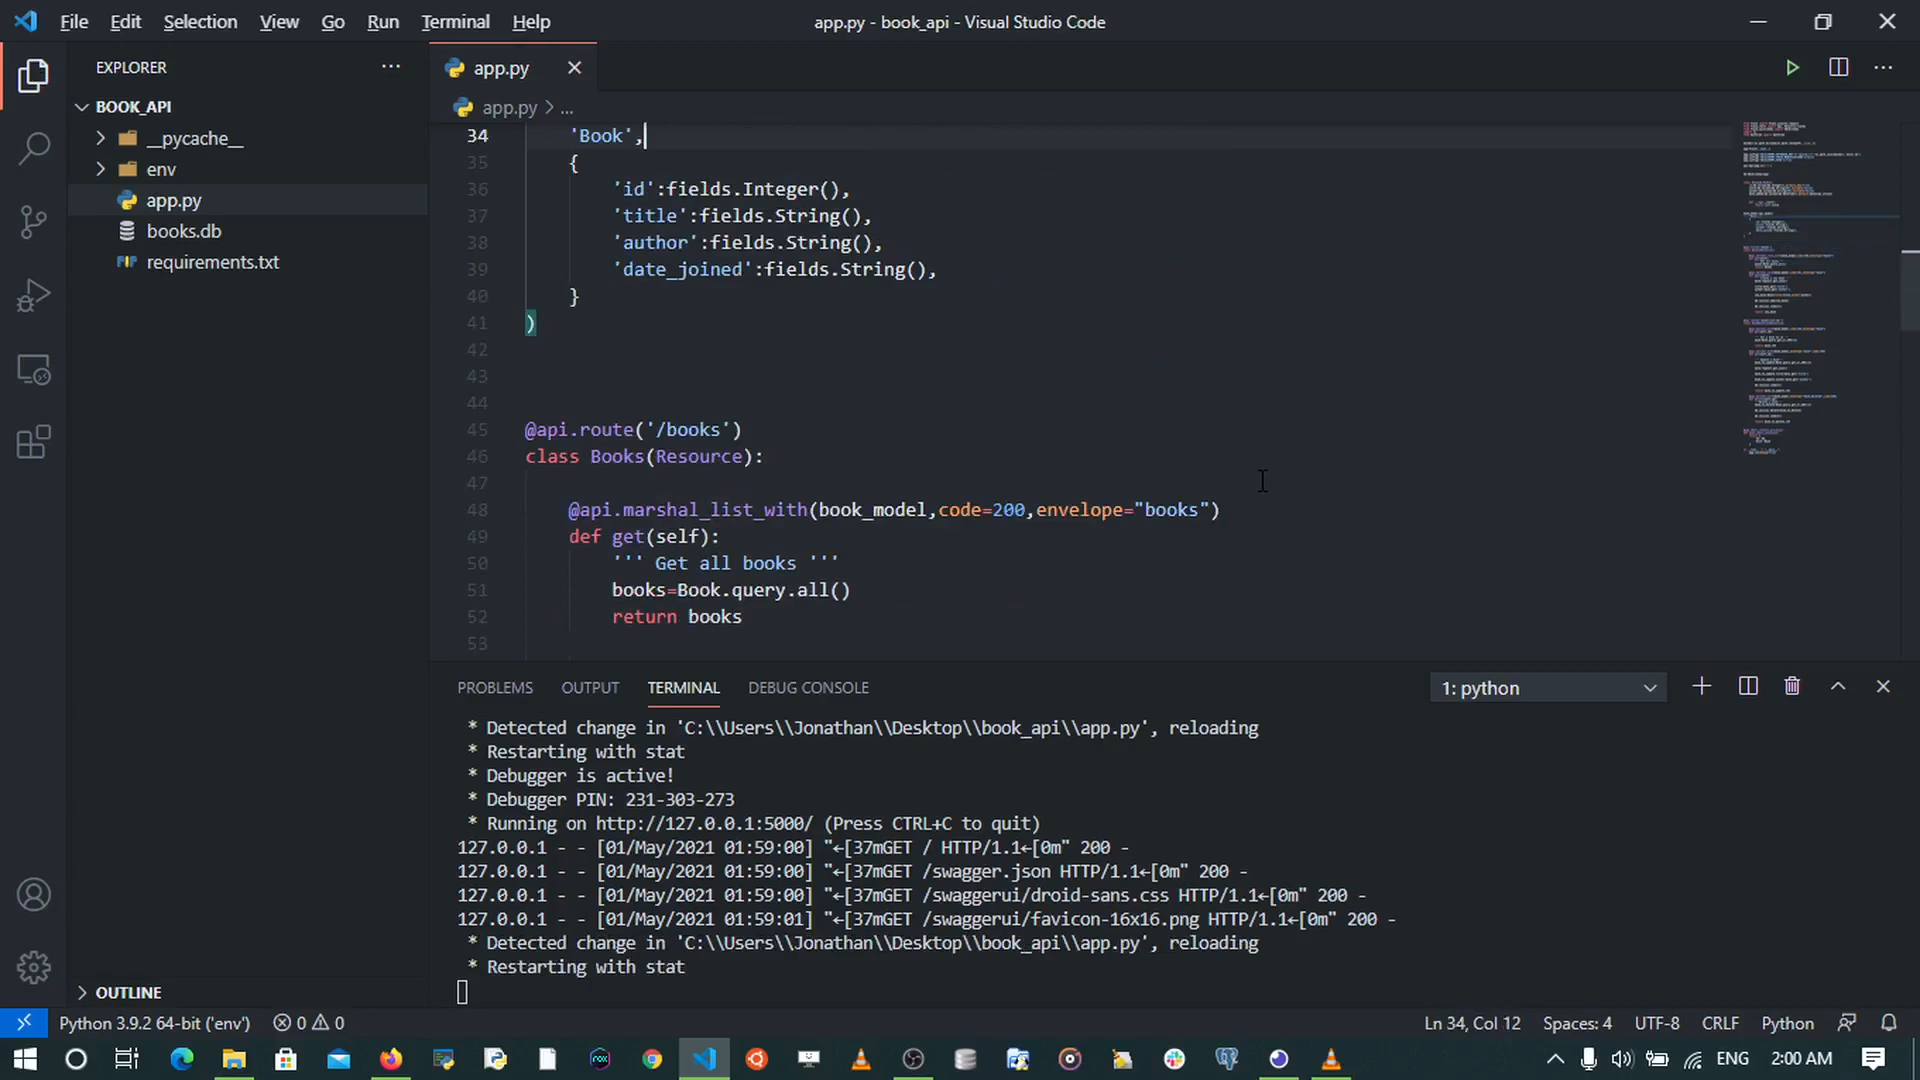 File Edit Selection View Go Run Terminal Help
app.py - book_api - Visual Studio Code
EXPLORER
BOOK_API
__pycache__
env
app.py
books.db
requirements.txt
OUTLINE
app.py
app.py > ...
34 'Book',
35 {
36 'id':fields.Integer(),
37 'title':fields.String(),
38 'author':fields.String(),
39 'date_joined':fields.String(),
40 }
41 )
42
43
44
45 @api.route('/books')
46 class Books(Resource):
47
48 @api.marshal_list_with(book_model,code=200,envelope="books")
49 def get(self):
50 ''' Get all books '''
51 books=Book.query.all()
52 return books
53
PROBLEMS OUTPUT TERMINAL DEBUG CONSOLE
1: python
* Detected change in 'C:\\Users\\Jonathan\\Desktop\\book_api\\app.py', reloading
* Restarting with stat
* Debugger is active!
* Debugger PIN: 231-303-273
* Running on http://127.0.0.1:5000/ (Press CTRL+C to quit)
127.0.0.1 - - [01/May/2021 01:59:00] "←[37mGET / HTTP/1.1←[0m" 200 -
127.0.0.1 - - [01/May/2021 01:59:00] "←[37mGET /swagger.json HTTP/1.1←[0m" 200 -
127.0.0.1 - - [01/May/2021 01:59:00] "←[37mGET /swaggerui/droid-sans.css HTTP/1.1←[0m" 200 -
127.0.0.1 - - [01/May/2021 01:59:01] "←[37mGET /swaggerui/favicon-16x16.png HTTP/1.1←[0m" 200 -
* Detected change in 'C:\\Users\\Jonathan\\Desktop\\book_api\\app.py', reloading
* Restarting with stat
Python 3.9.2 64-bit ('env') 0 0
Ln 34, Col 12 Spaces: 4 UTF-8 CRLF Python
ENG 2:00 AM